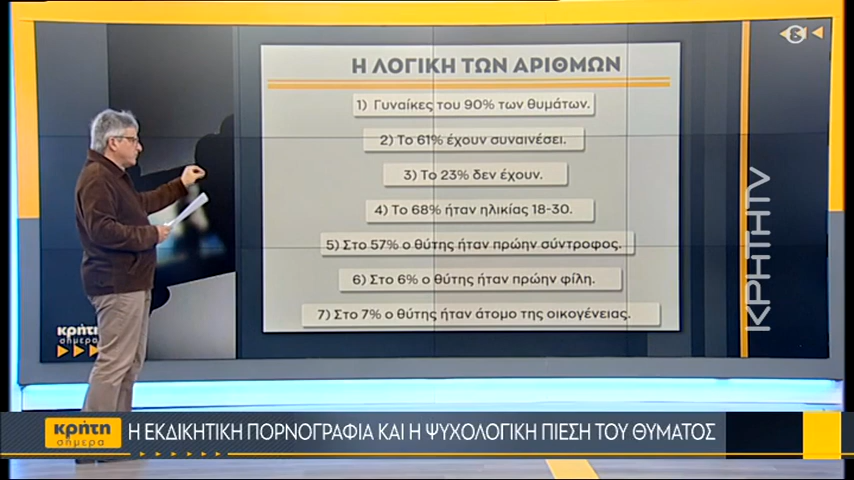 Η ΛΟΓΙΚΗ ΤΩΝ ΑΡΙΘΜΩΝ
1) Γυναίκες του 90% των θυμάτων.
2) Το 61% έχουν συναινέσει.
3) Το 23% δεν έχουν.
4) Το 68% ήταν ηλικίας 18-30.
5) Στο 57% ο θύτης ήταν πρώην σύντροφος.
6) Στο 6% ο θύτης ήταν πρώην φίλη.
7) Στο 7% ο θύτης ήταν άτομο της οικογένειας.
ΚΡΗΤΗTV
κρήτη
σήμερα
κρήτη
σήμερα
Η ΕΚΔΙΚΗΤΙΚΗ ΠΟΡΝΟΓΡΑΦΙΑ ΚΑΙ Η ΨΥΧΟΛΟΓΙΚΗ ΠΙΕΣΗ ΤΟΥ ΘΥΜΑΤΟΣ